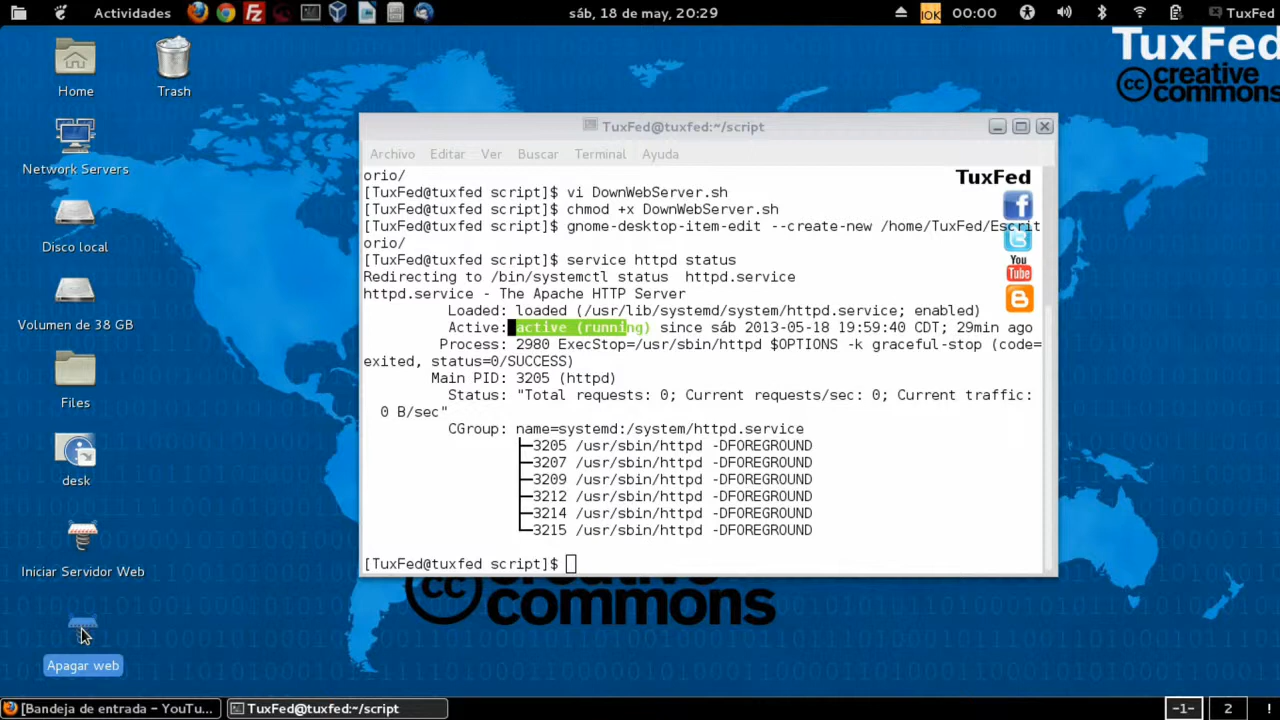 Actividades
sáb, 18 de may, 20:29
IOK
00:00
TuxFed
TuxFed
creative
commons
Home
Trash
Network Servers
Disco local
Volumen de 38 GB
Files
desk
Iniciar Servidor Web
Apagar web
TuxFed@tuxfed:~/script
Archivo Editar Ver Buscar Terminal Ayuda
orio/
[TuxFed@tuxfed script]$ vi DownWebServer.sh
[TuxFed@tuxfed script]$ chmod +x DownWebServer.sh
[TuxFed@tuxfed script]$ gnome-desktop-item-edit --create-new /home/TuxFed/Escrit
orio/
[TuxFed@tuxfed script]$ service httpd status
Redirecting to /bin/systemctl status  httpd.service
httpd.service - The Apache HTTP Server
Loaded: loaded (/usr/lib/systemd/system/httpd.service; enabled)
Active: active (running) since sáb 2013-05-18 19:59:40 CDT; 29min ago
Process: 2980 ExecStop=/usr/sbin/httpd $OPTIONS -k graceful-stop (code=
exited, status=0/SUCCESS)
Main PID: 3205 (httpd)
Status: "Total requests: 0; Current requests/sec: 0; Current traffic:
0 B/sec"
CGroup: name=systemd:/system/httpd.service
├─3205 /usr/sbin/httpd -DFOREGROUND
├─3207 /usr/sbin/httpd -DFOREGROUND
├─3209 /usr/sbin/httpd -DFOREGROUND
├─3212 /usr/sbin/httpd -DFOREGROUND
├─3214 /usr/sbin/httpd -DFOREGROUND
└─3215 /usr/sbin/httpd -DFOREGROUND
[TuxFed@tuxfed script]$
TuxFed
You
Tube
cc
creative
commons
[Bandeja de entrada – YouTu...
TuxFed@tuxfed:~/script
-1-
2
!